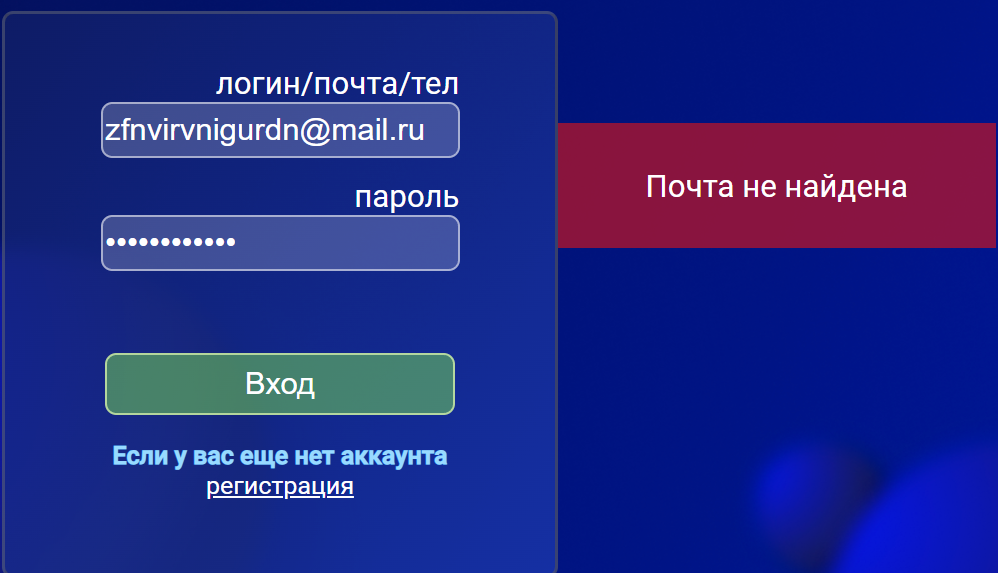 логин/почта/тел
zfnvirvnigurdn@mail.ru
Почта не найдена
пароль
••••••••••••
Вход
Если у вас еще нет аккаунта
регистрация